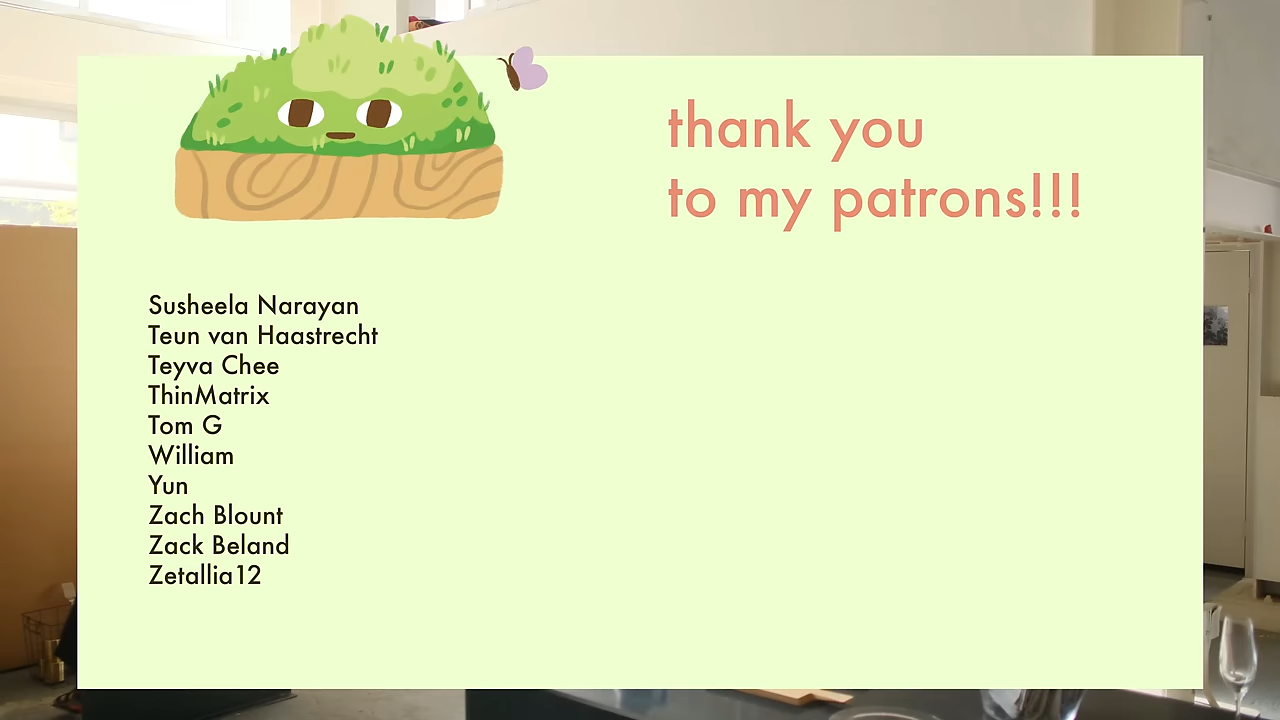 thank you
to my patrons!!!
Susheela Narayan
Teun van Haastrecht
Teyva Chee
ThinMatrix
Tom G
William
Yun
Zach Blount
Zack Beland
Zetallia12